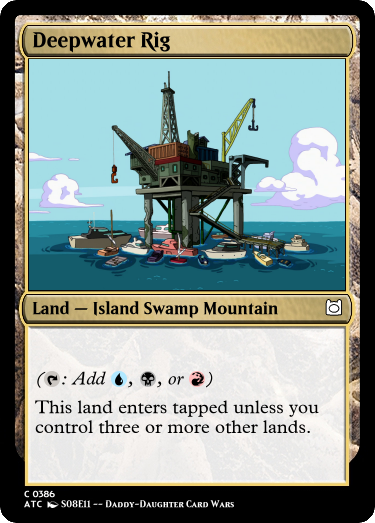 Deepwater Rig
Land — Island Swamp Mountain
(: Add , , or )
This land enters tapped unless you
control three or more other lands.
C 0386
ATC S08E11 -- Daddy-Daughter Card Wars